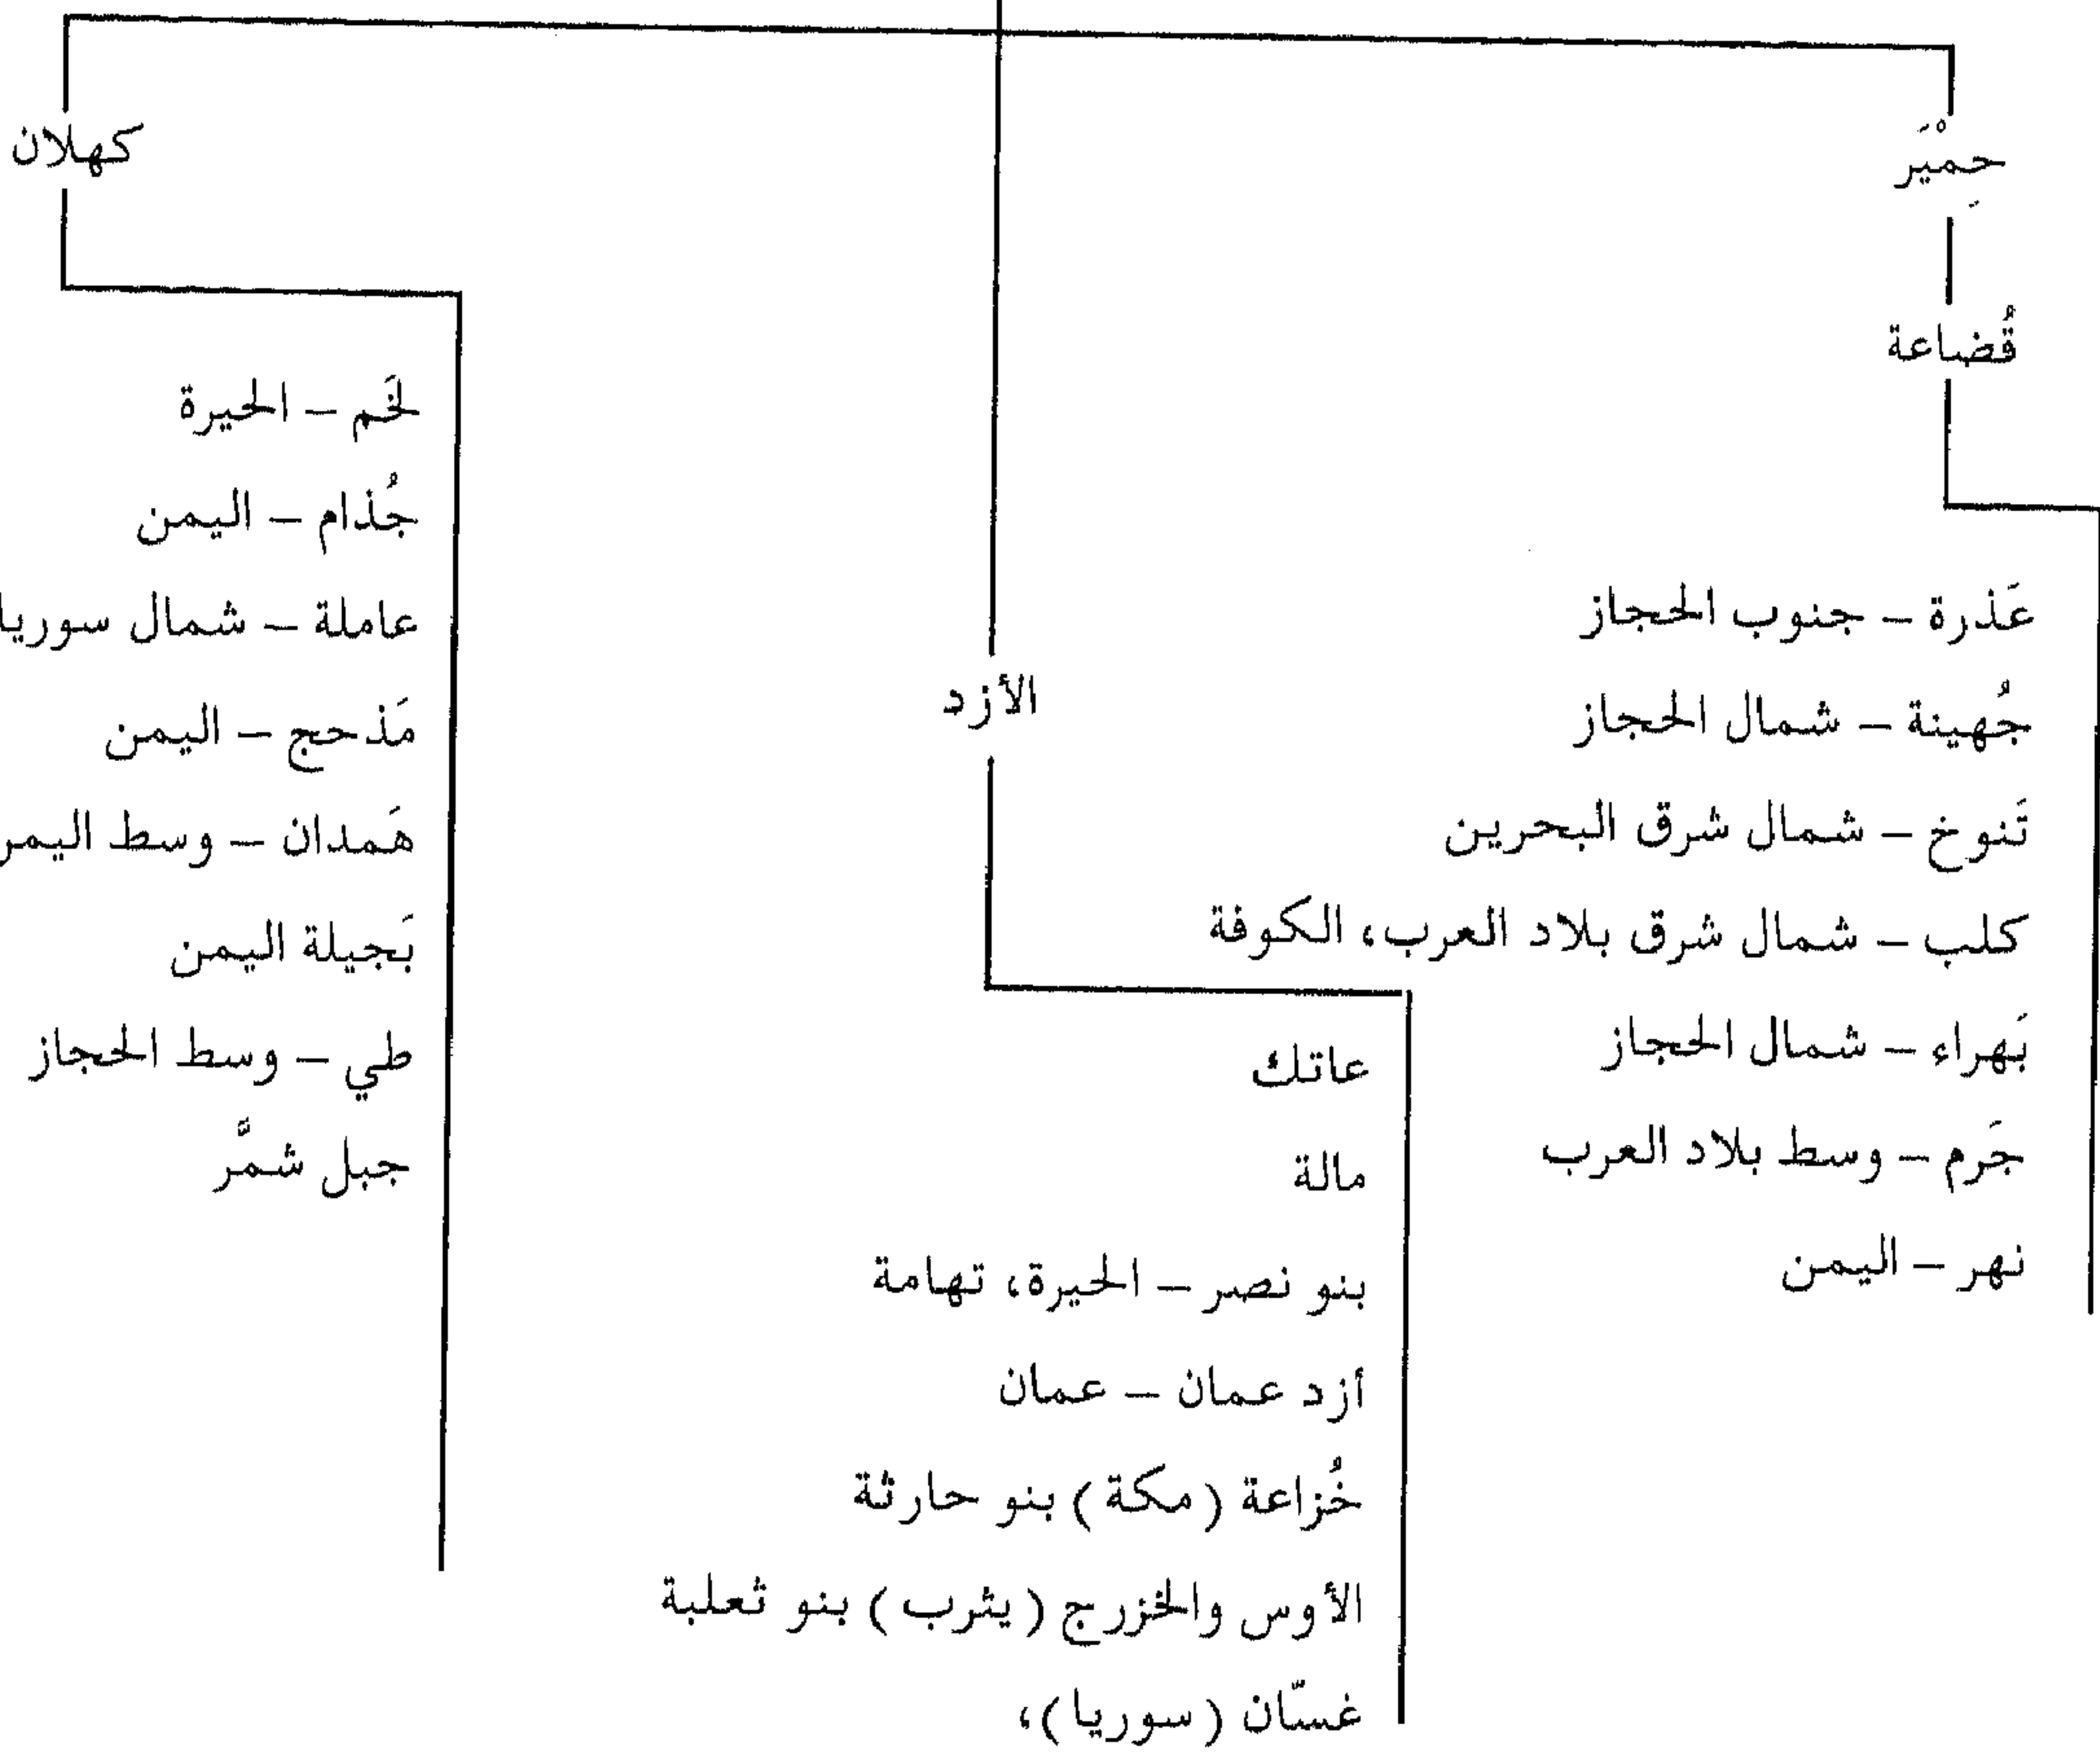 حِمْيَر
قُضاعة
عَذرة – جنوب الحجاز
جُهينة – شمال الحجاز
تَنوخ – شمال شرق البحرين
كلب – شمال شرق بلاد العرب، الكوفة
بَهراء – شمال الحجاز
جَرم – وسط بلاد العرب
نهر – اليمن
الأزد
عاتك
مالة
بنو نصر – الحيرة، تهامة
أزد عمان – عمان
خُزاعة (مكة) بنو حارثة
الأوس والخزرج (يثرب) بنو ثعلبة
غسّان (سوريا)،
كهلان
لَخم – الحيرة
جُذام – اليمن
عاملة – شمال سوريا
مَذحج – اليمن
هَمدان – وسط اليمن
بَجيلة اليمن
طي – وسط الحجاز
جبل شمَّر